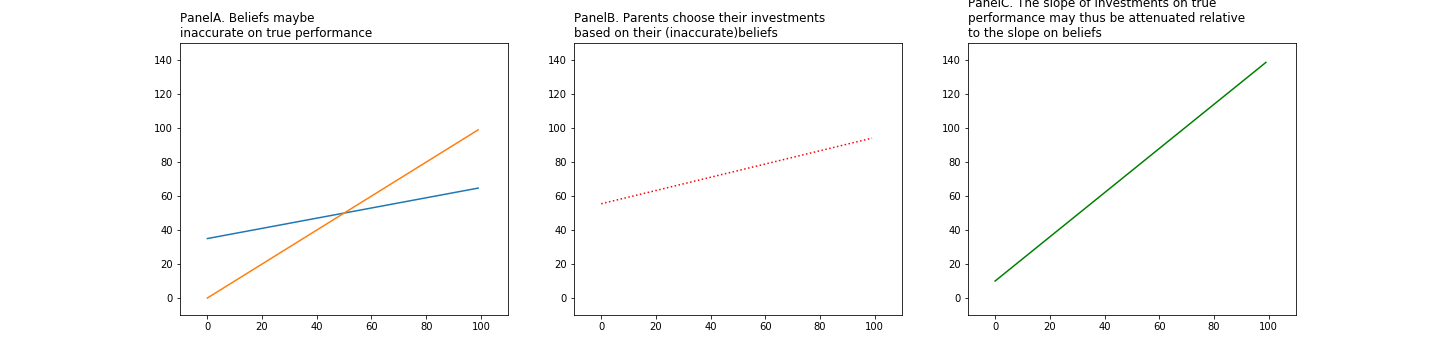 PanelA. Beliefs maybe
inaccurate on true performance
140
120
100
80
60
40
20
0
0 20 40 60 80 100
PanelB. Parents choose their investments
based on their (inaccurate)beliefs
140
120
100
80
60
40
20
0
0 20 40 60 80 100
PanelC. The slope of investments on true
performance may thus be attenuated relative
to the slope on beliefs
140
120
100
80
60
40
20
0
0 20 40 60 80 100